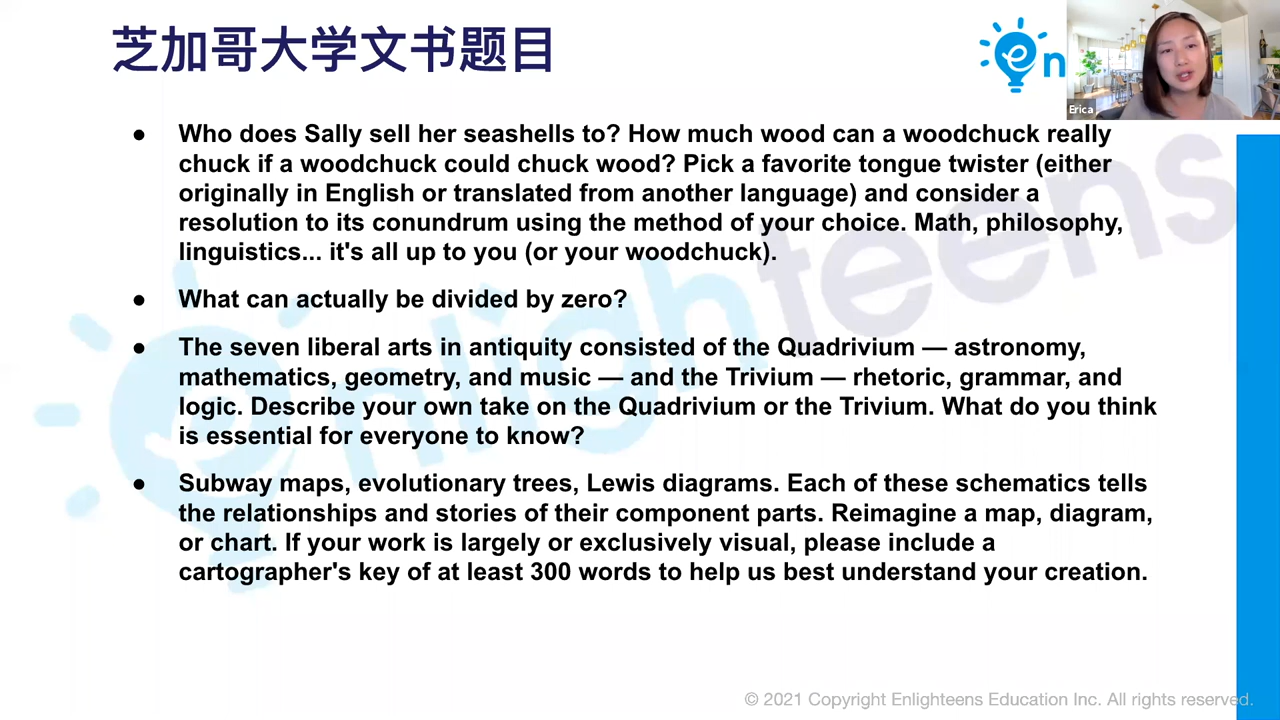 芝加哥大学文书题目
en
Erica
● Who does Sally sell her seashells to? How much wood can a woodchuck really
chuck if a woodchuck could chuck wood? Pick a favorite tongue twister (either
originally in English or translated from another language) and consider a
resolution to its conundrum using the method of your choice. Math, philosophy,
linguistics... it's all up to you (or your woodchuck).
● What can actually be divided by zero?
● The seven liberal arts in antiquity consisted of the Quadrivium — astronomy,
mathematics, geometry, and music — and the Trivium — rhetoric, grammar, and
logic. Describe your own take on the Quadrivium or the Trivium. What do you think
is essential for everyone to know?
● Subway maps, evolutionary trees, Lewis diagrams. Each of these schematics tells
the relationships and stories of their component parts. Reimagine a map, diagram,
or chart. If your work is largely or exclusively visual, please include a
cartographer's key of at least 300 words to help us best understand your creation.
enlighteens
© 2021 Copyright Enlighteens Education Inc. All rights reserved.